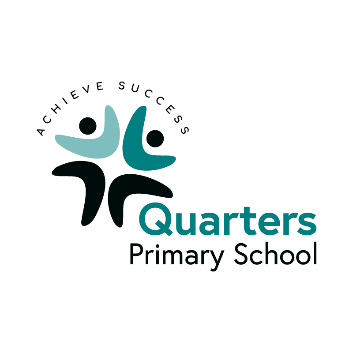 ACHIEVE SUCCESS
Quarters
Primary School